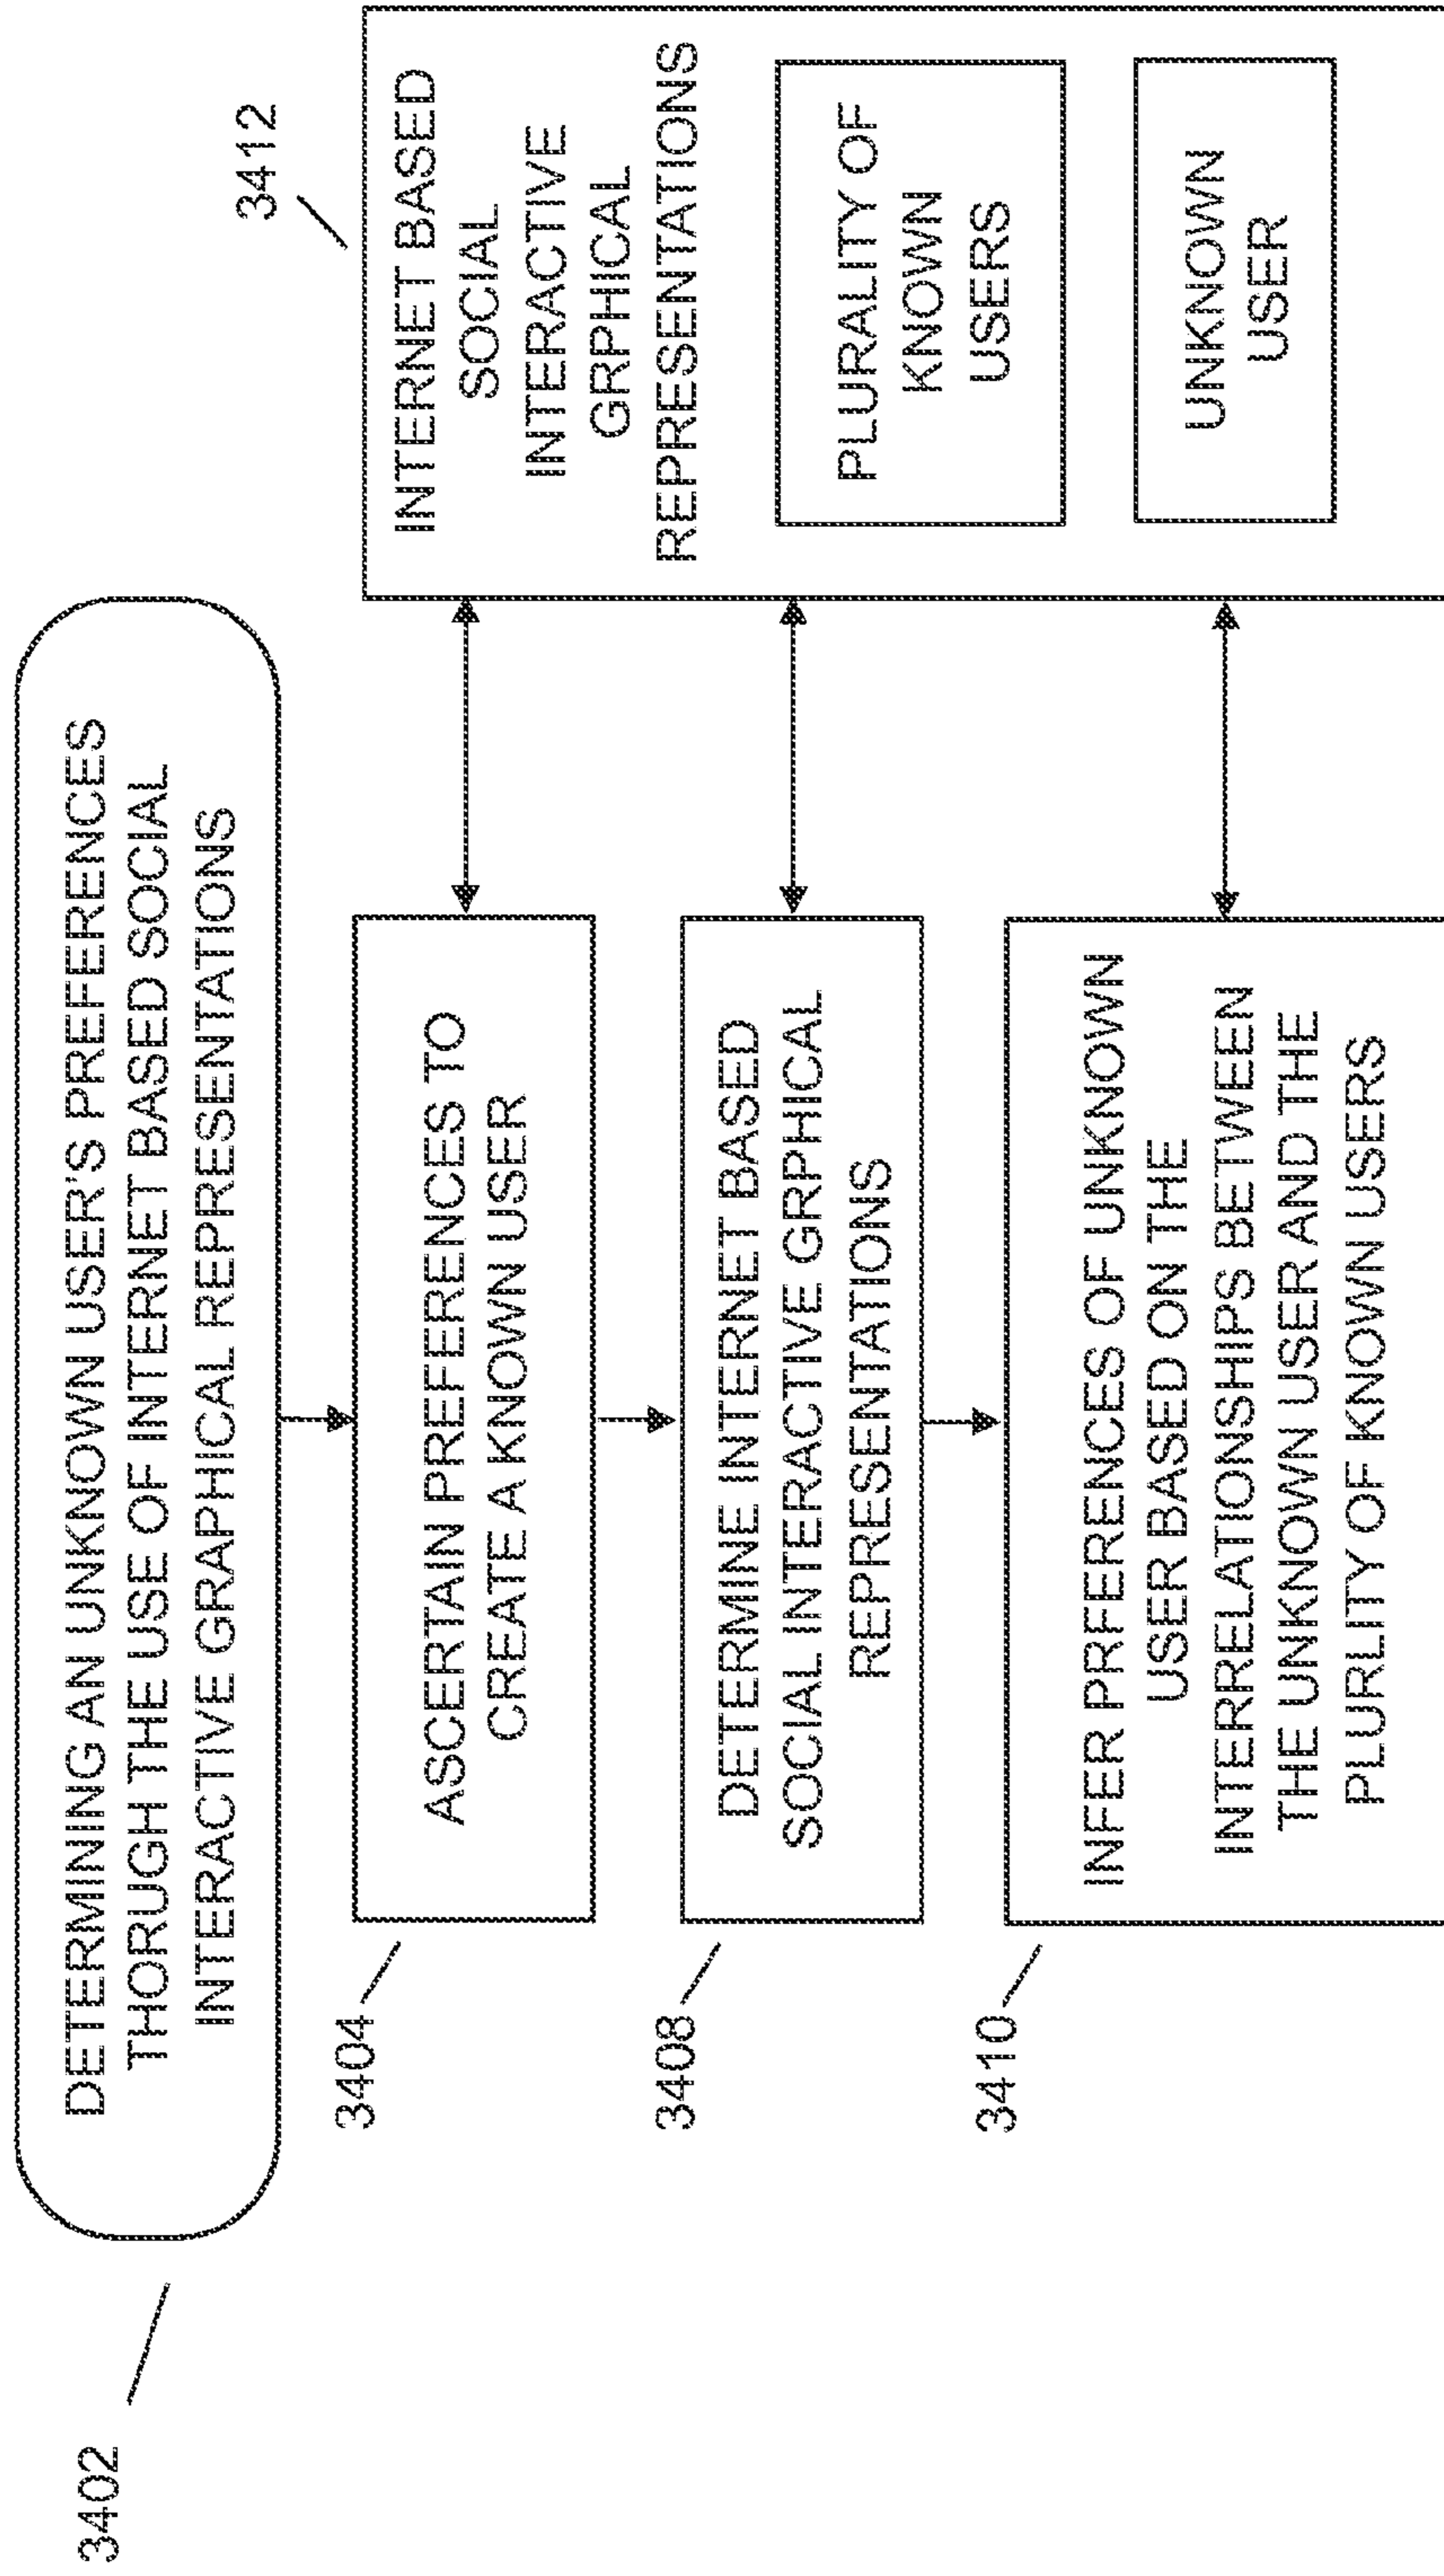 3402
DETERMINING AN UNKNOWN USER'S PREFERENCES
THORUGH THE USE OF INTERNET BASED SOCIAL
INTERACTIVE GRAPHICAL REPRESENTATIONS
3404
ASCERTAIN PREFERENCES TO
CREATE A KNOWN USER
3408
DETERMINE INTERNET BASED
SOCIAL INTERACTIVE GRPHICAL
REPRESENTATIONS
3410
INFER PRFERENCES OF UNKNOWN
USER BASED ON THE
INTERRELATIONSHIPS BETWEEN
THE UNKNOWN USER AND THE
PLURLITY OF KNOWN USERS
3412
INTERNET BASED
SOCIAL
INTERACTIVE
GRPHICAL
REPRESENTATIONS
PLURALITY OF
KNOWN
USERS
UNKNOWN
USER